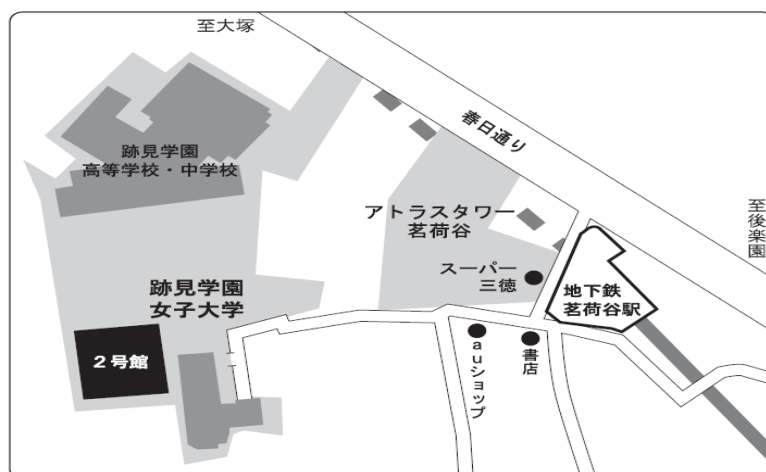 至大塚
春日通り
跡見学園
高等学校・中学校
アトラスタワー
茗荷谷
至後楽園
スーパー
三徳
地下鉄
茗荷谷駅
跡見学園
女子大学
2号館
auショップ
書店